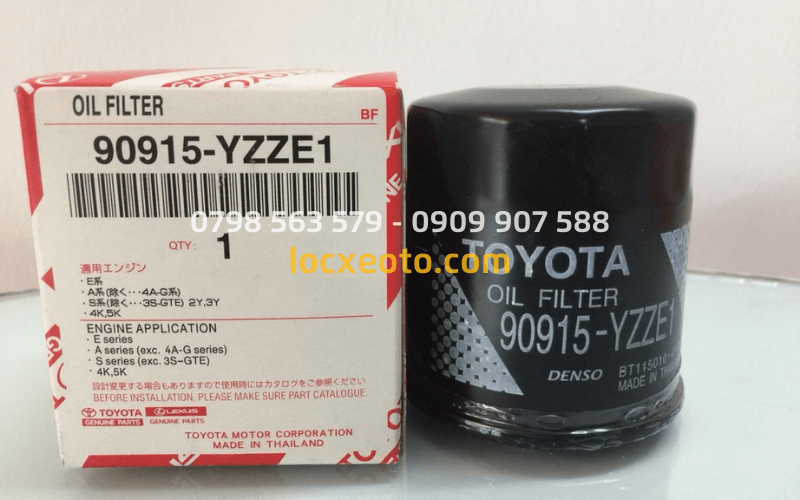 OIL FILTER
BF
90915-YZZE1
QTY: 1
適用エンジン
・E系
・A系(除く･･･4A-G系)
・S系(除く･･･3S-GTE) 2Y,3Y
・4K,5K
ENGINE APPLICATION
・E series
・A series (exc. 4A-G series)
・S series (exc. 3S-GTE)
・4K,5K
設計変更する場合もありますので使用時にはカタログをご参照ください
BEFORE INSTALLATION, PLEASE MAKE SURE PART CATALOGUE.
TOYOTA GENUINE PARTS
LEXUS GENUINE PARTS
TOYOTA MOTOR CORPORATION
MADE IN THAILAND
0798 563 579 - 0909 907 588
locxeoto.com
TOYOTA
OIL FILTER
90915-YZZE1
DENSO
MADE IN